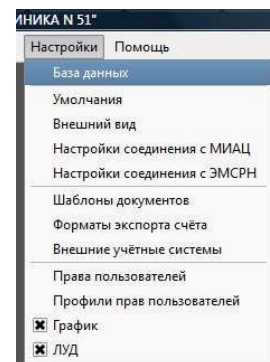 ИНИКА N 51"
Настройки Помощь
База данных
Умолчания
Внешний вид
Настройки соединения с МИАЦ
Настройки соединения с ЭМСРН
Шаблоны документов
Форматы экспорта счёта
Внешние учётные системы
Права пользователей
Профили прав пользователей
График
ЛУД